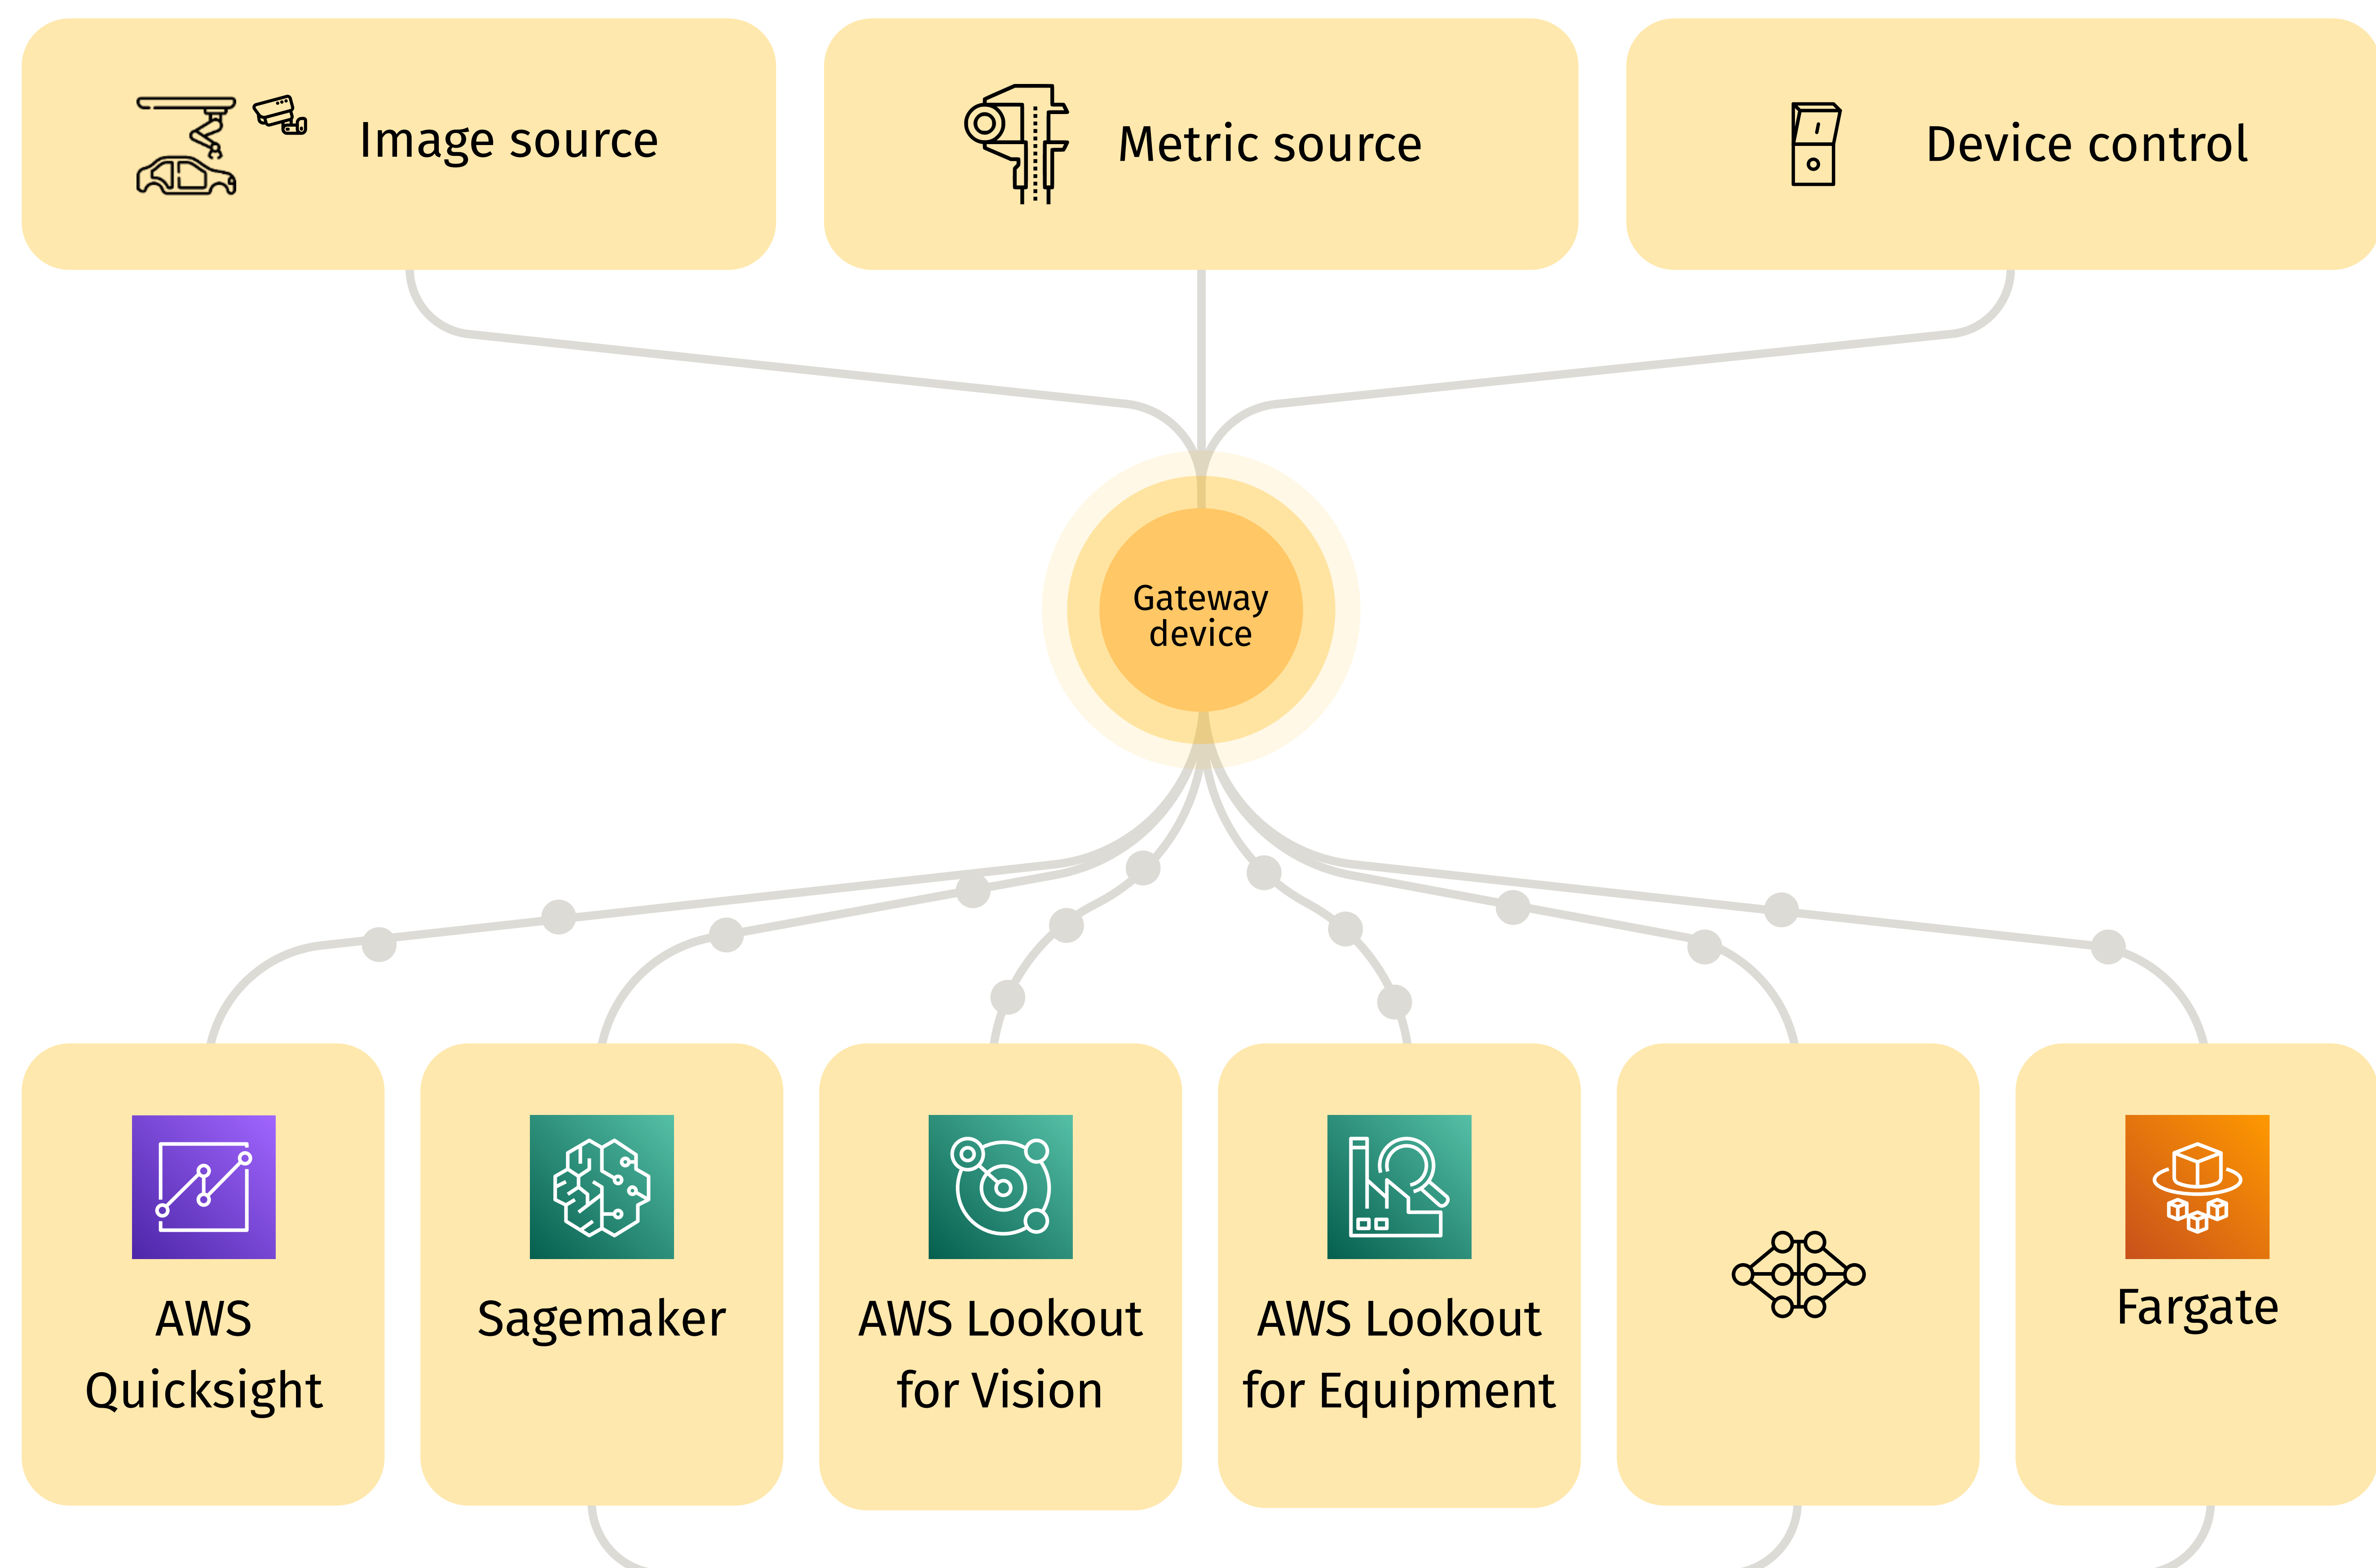 Image source
Metric source
Device control
Gateway
device
AWS
Quicksight
Sagemaker
AWS Lookout
for Vision
AWS Lookout
for Equipment
Fargate